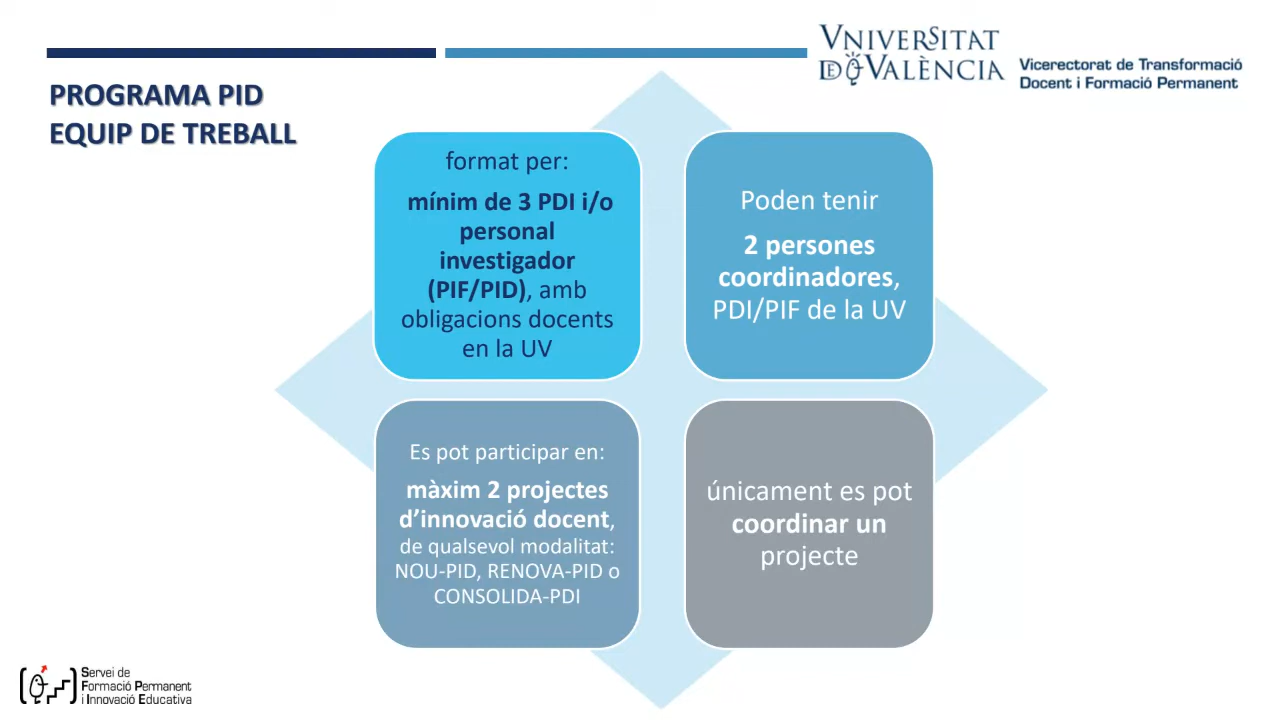 VNIVERSITAT
DE VALÈNCIA
Vicerectorat de Transformació
Docent i Formació Permanent
PROGRAMA PID
EQUIP DE TREBALL
format per:
mínim de 3 PDI i/o
personal
investigador
(PIF/PID), amb
obligacions docents
en la UV
Poden tenir
2 persones
coordinadores,
PDI/PIF de la UV
Es pot participar en:
màxim 2 projectes
d’innovació docent,
de qualsevol modalitat:
NOU-PID, RENOVA-PID o
CONSOLIDA-PDI
únicament es pot
coordinar un
projecte
Servei de
Formació Permanent
i Innovació Educativa